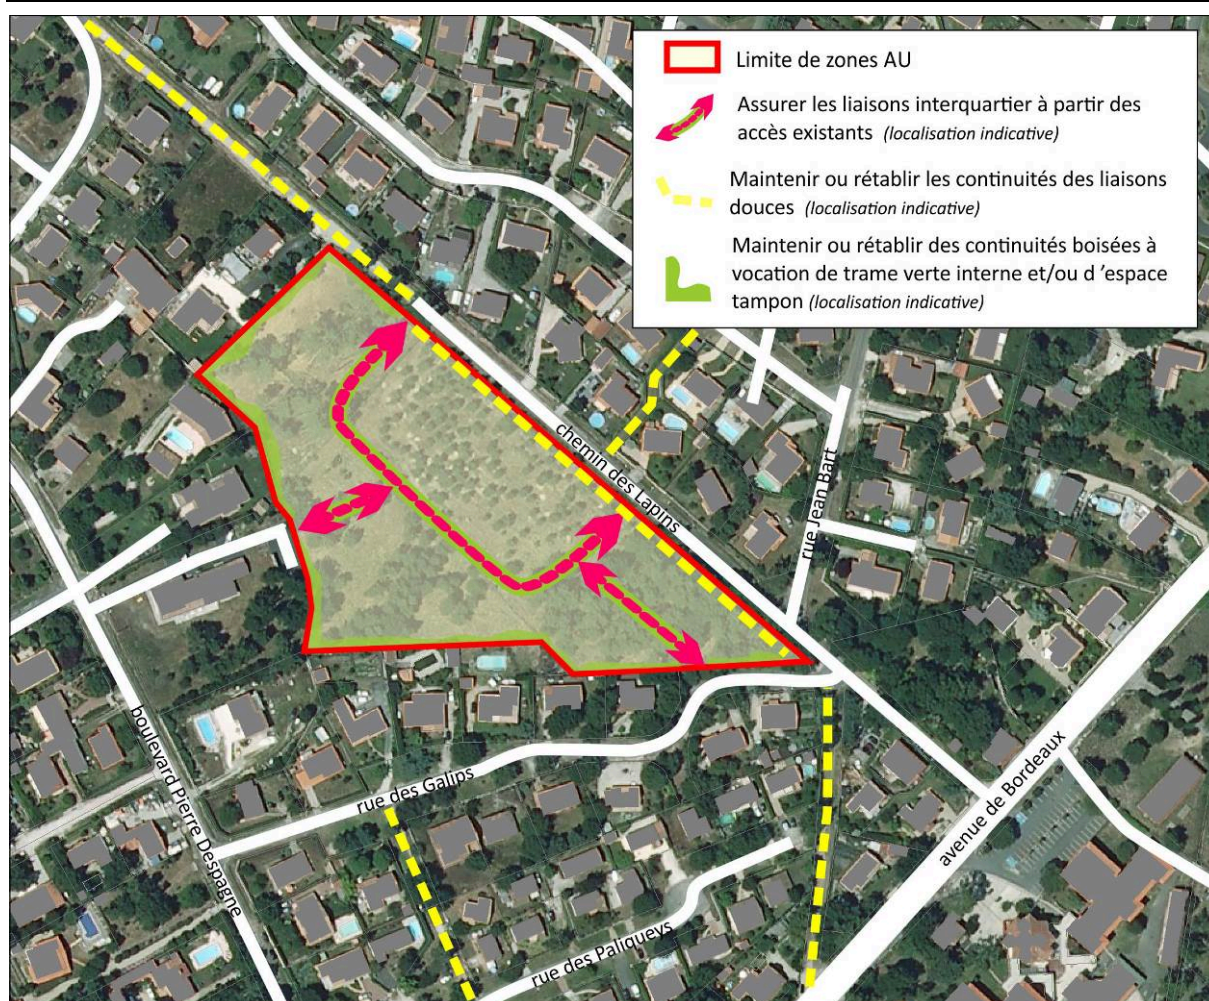 Limite de zones AU
Assurer les liaisons interquartier à partir des
accès existants (localisation indicative)
Maintenir ou rétablir les continuités des liaisons
douces (localisation indicative)
Maintenir ou rétablir des continuités boisées à
vocation de trame verte interne et/ou d ’espace
tampon (localisation indicative)
chemin des Lapins
rue Jean Bart
boulevard Pierre Despagne
rue des Galips
avenue de Bordeaux
rue des Paliqueys